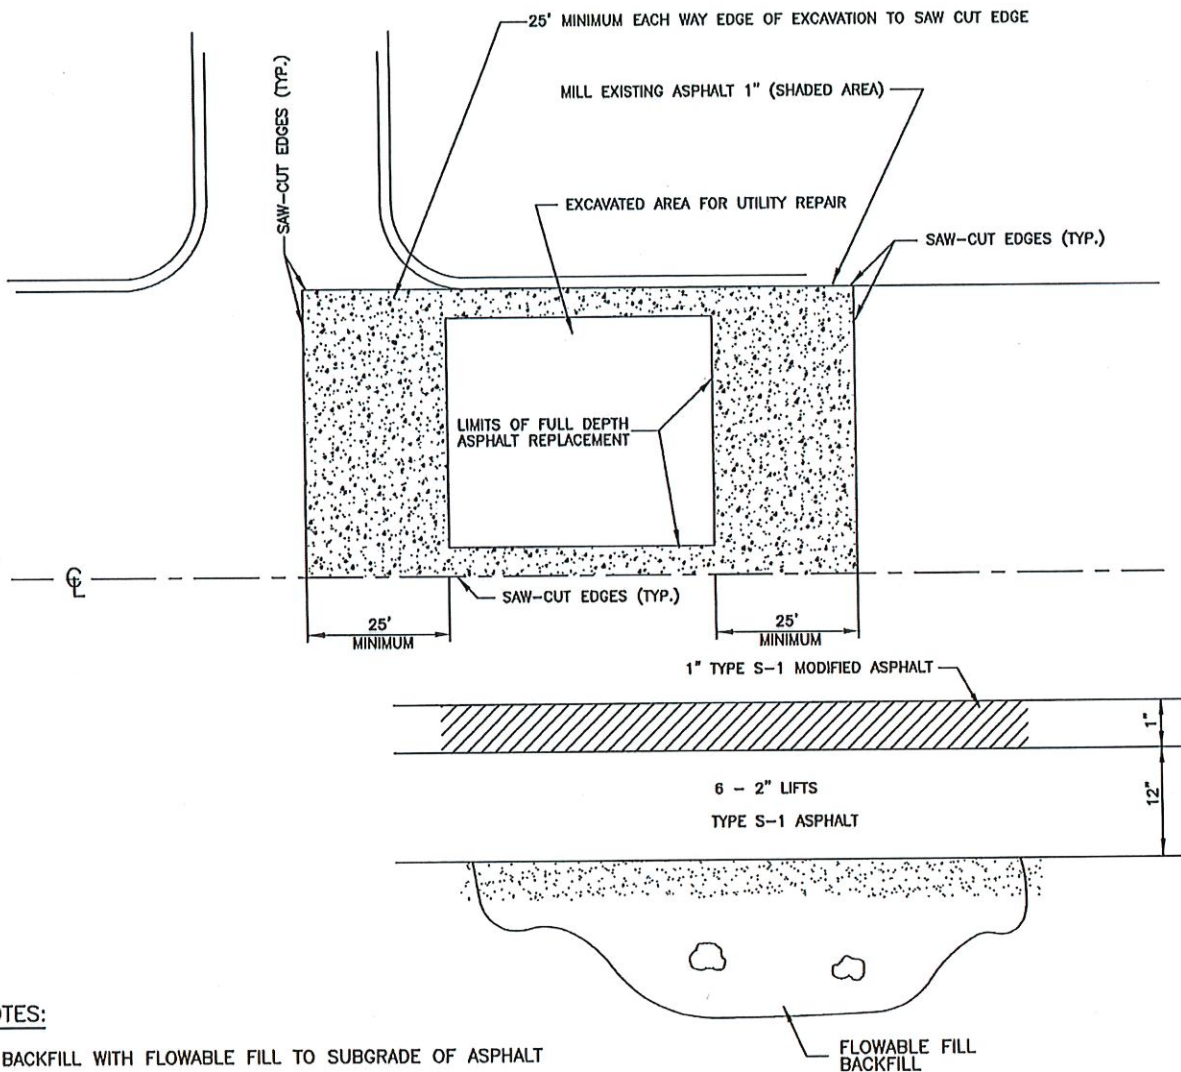 25' MINIMUM EACH WAY EDGE OF EXCAVATION TO SAW CUT EDGE
MILL EXISTING ASPHALT 1" (SHADED AREA)
SAW-CUT EDGES (TYP.)
EXCAVATED AREA FOR UTILITY REPAIR
SAW-CUT EDGES (TYP.)
LIMITS OF FULL DEPTH
ASPHALT REPLACEMENT
CL
SAW-CUT EDGES (TYP.)
25'
MINIMUM
25'
MINIMUM
1" TYPE S-1 MODIFIED ASPHALT
1"
6 - 2" LIFTS
TYPE S-1 ASPHALT
12"
OTES:
BACKFILL WITH FLOWABLE FILL TO SUBGRADE OF ASPHALT
FLOWABLE FILL
BACKFILL